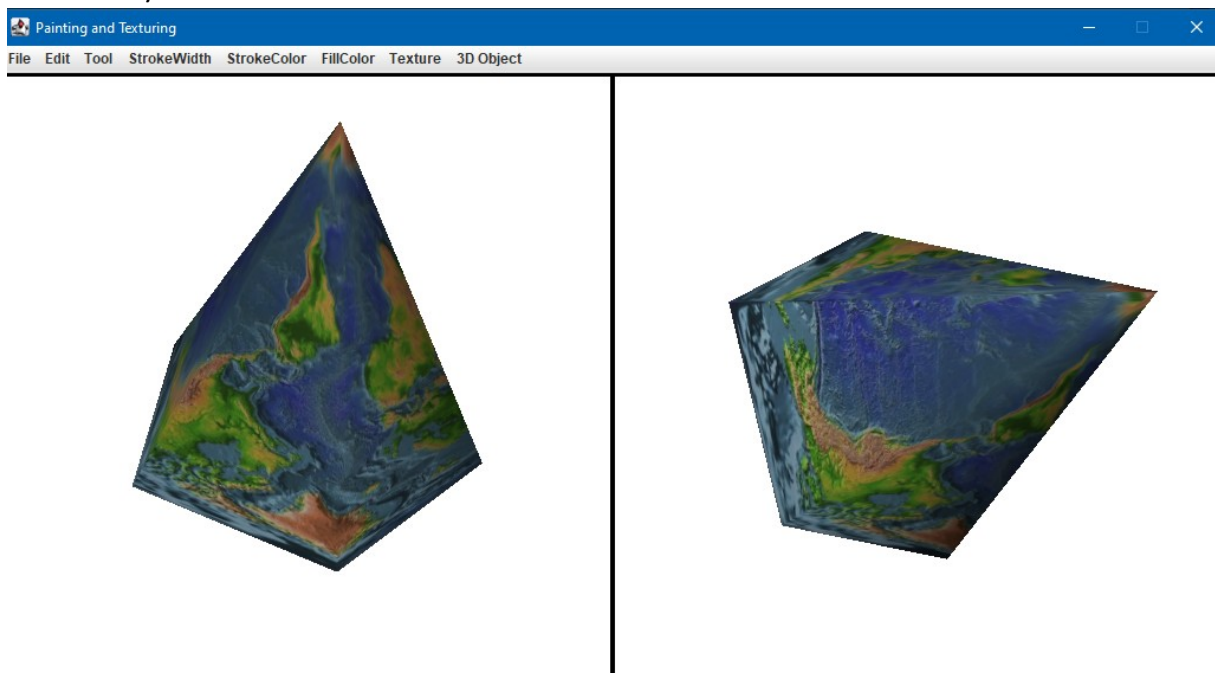 Painting and Texturing
File Edit Tool StrokeWidth StrokeColor FillColor Texture 3D Object